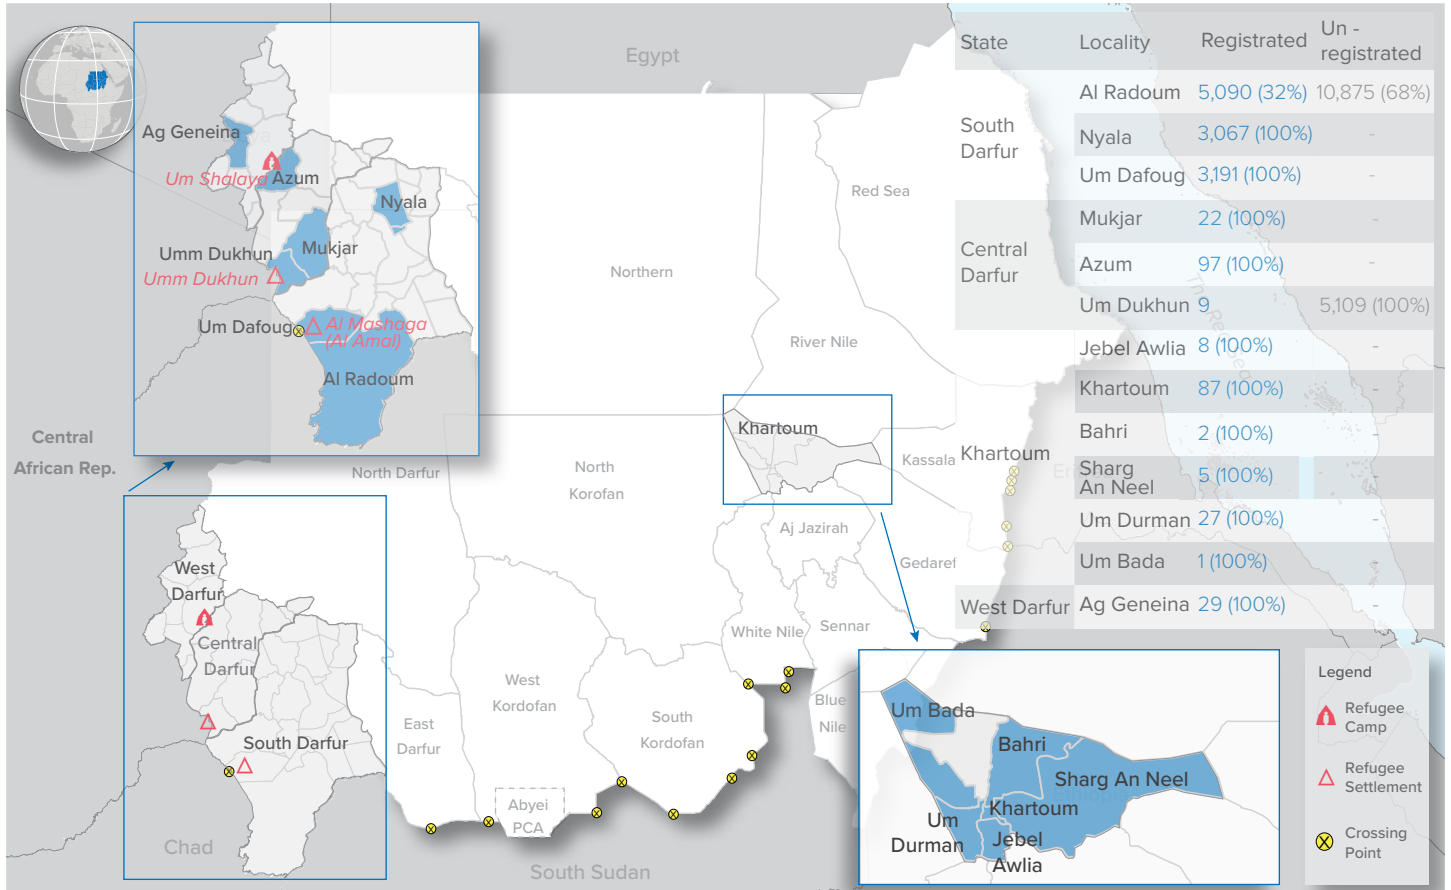 Egypt
State Locality Registrated Un -
registrated
South
Darfur
Al Radoum 5,090 (32%) 10,875 (68%)
Nyala 3,067 (100%) -
Um Dafoug 3,191 (100%) -
Central
Darfur
Mukjar 22 (100%) -
Azum 97 (100%) -
Um Dukhun 9 5,109 (100%)
Khartoum
Jebel Awlia 8 (100%) -
Khartoum 87 (100%) -
Bahri 2 (100%) -
Sharg
An Neel 5 (100%) -
Um Durman 27 (100%) -
Um Bada 1 (100%) -
West Darfur Ag Geneina 29 (100%) -
Ag Geneina
Um Shalaya
Azum
Nyala
Mukjar
Umm Dukhun
Umm Dukhun
Um Dafoug
Al Mashaga
(Al Amal)
Al Radoum
Central
African Rep.
Northern
Red Sea
River Nile
The Red Sea
Khartoum
Kassala
North Darfur
North
Korofan
Aj Jazirah
Gedaref
White Nile
Sennar
Blue
Nile
West
Kordofan
South
Kordofan
East
Darfur
Abyei
PCA
South Sudan
Chad
West
Darfur
Central
Darfur
South Darfur
Um Bada
Bahri
Sharg An Neel
Ethiopia
Khartoum
Um
Durman
Jebel
Awlia
Legend
Refugee
Camp
Refugee
Settlement
Crossing
Point